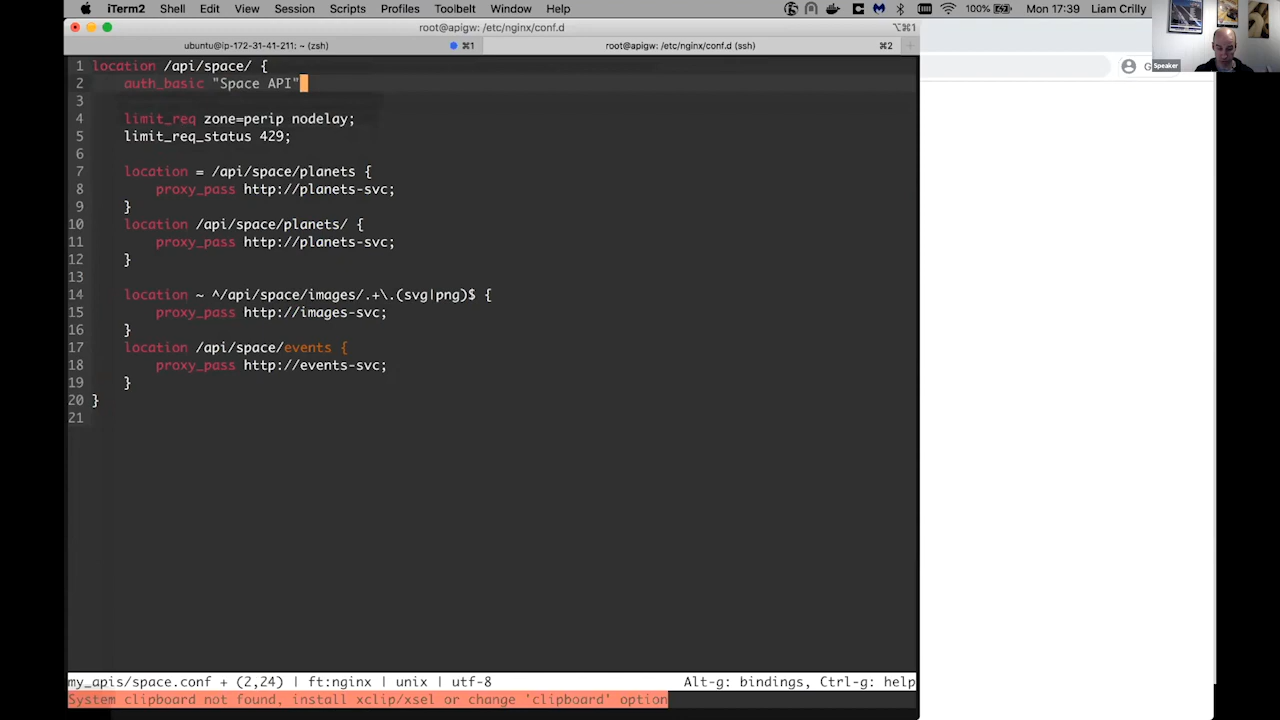 iTerm2 Shell Edit View Session Scripts Profiles Toolbelt Window Help 100% Mon 17:39 Liam Crilly
root@apigw: /etc/nginx/conf.d ⌥⌘1
ubuntu@ip-172-31-41-211: (zsh) ⌘1 root@apigw: /etc/nginx/conf.d (ssh) ⌘2 +
G Speaker
1 location /api/space/ {
2 auth_basic "Space API"
3
4 limit_req zone=perip nodelay;
5 limit_req_status 429;
6
7 location = /api/space/planets {
8 proxy_pass http://planets-svc;
9 }
10 location /api/space/planets/ {
11 proxy_pass http://planets-svc;
12 }
13
14 location ~ ^/api/space/images/.+\.(svg|png)$ {
15 proxy_pass http://images-svc;
16 }
17 location /api/space/events {
18 proxy_pass http://events-svc;
19 }
20 }
21
my_apis/space.conf + (2,24) | ft:nginx | unix | utf-8 Alt-g: bindings, Ctrl-g: help
System clipboard not found, install xclip/xsel or change 'clipboard' option